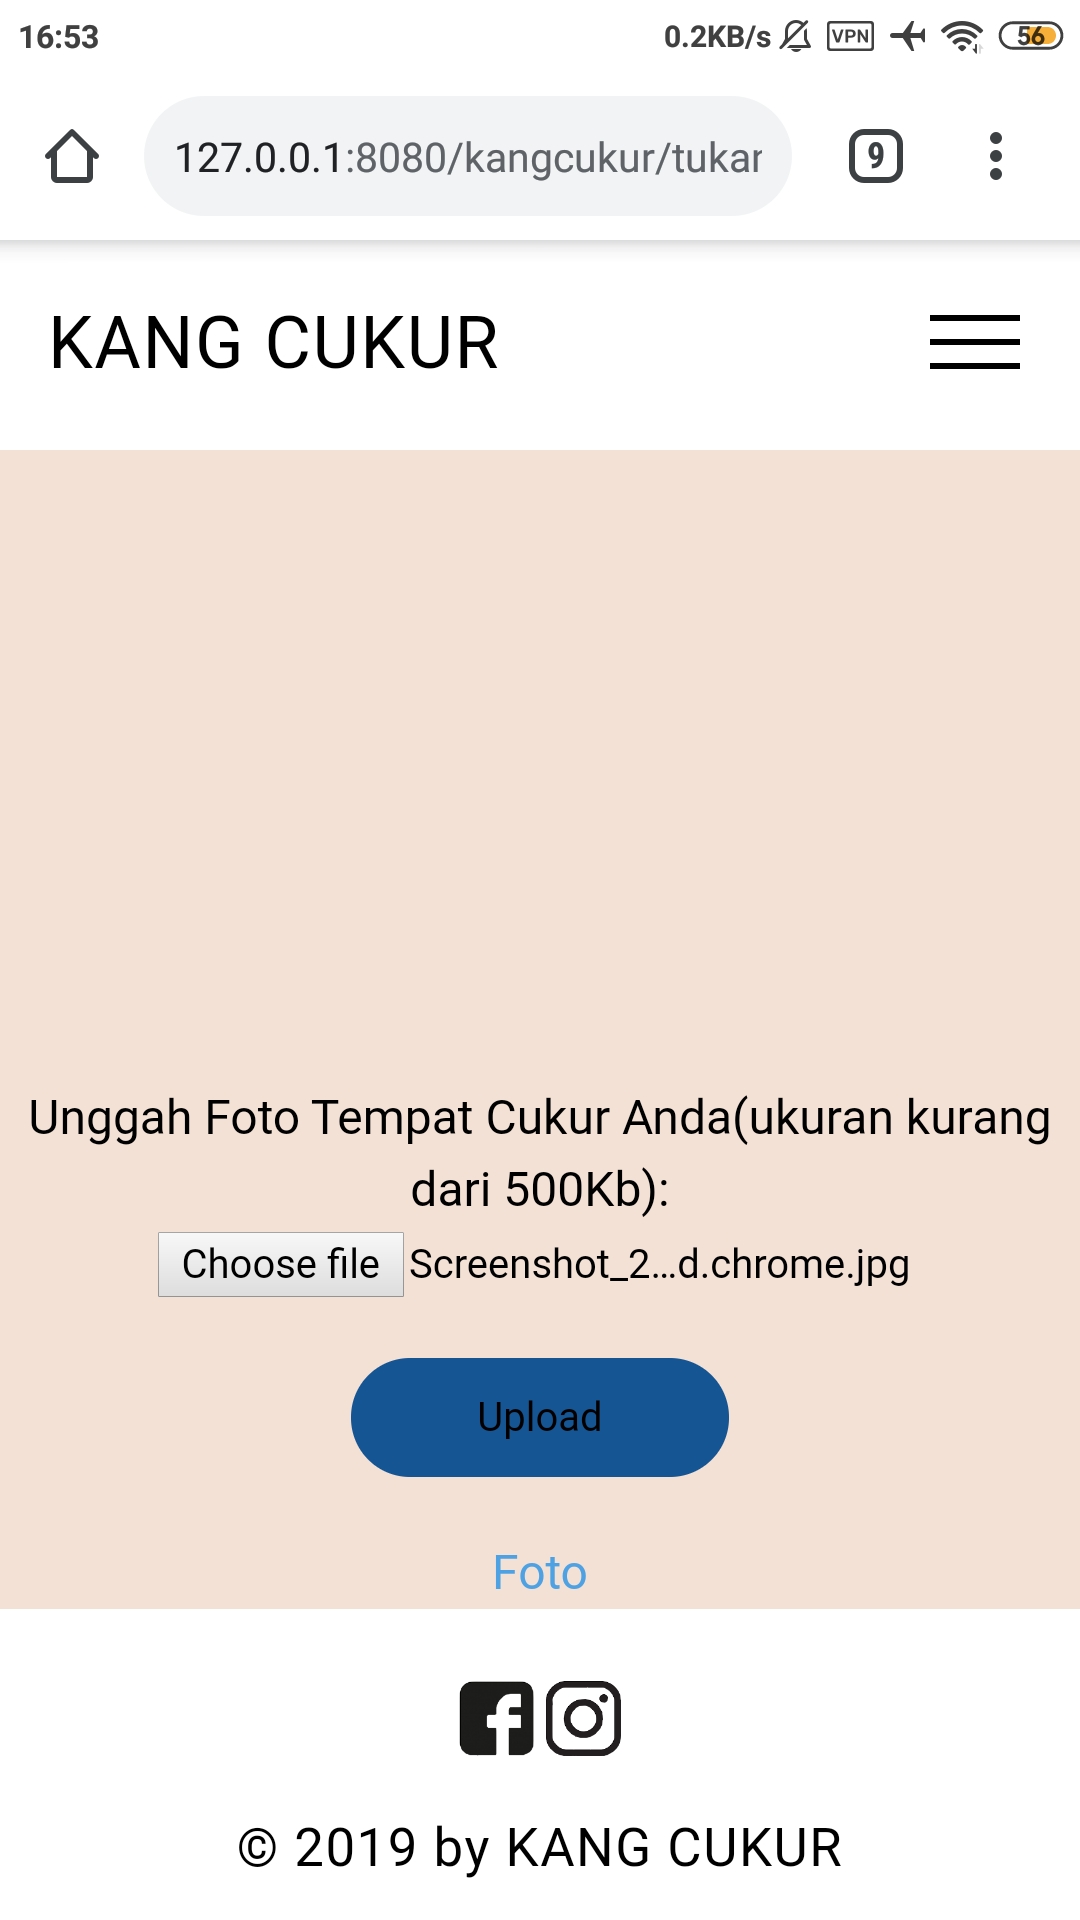 16:53
0.2KB/s VPN 56
127.0.0.1:8080/kangcukur/tukar
9
KANG CUKUR
Unggah Foto Tempat Cukur Anda(ukuran kurang
dari 500Kb):
Choose file Screenshot_2...d.chrome.jpg
Upload
Foto
© 2019 by KANG CUKUR